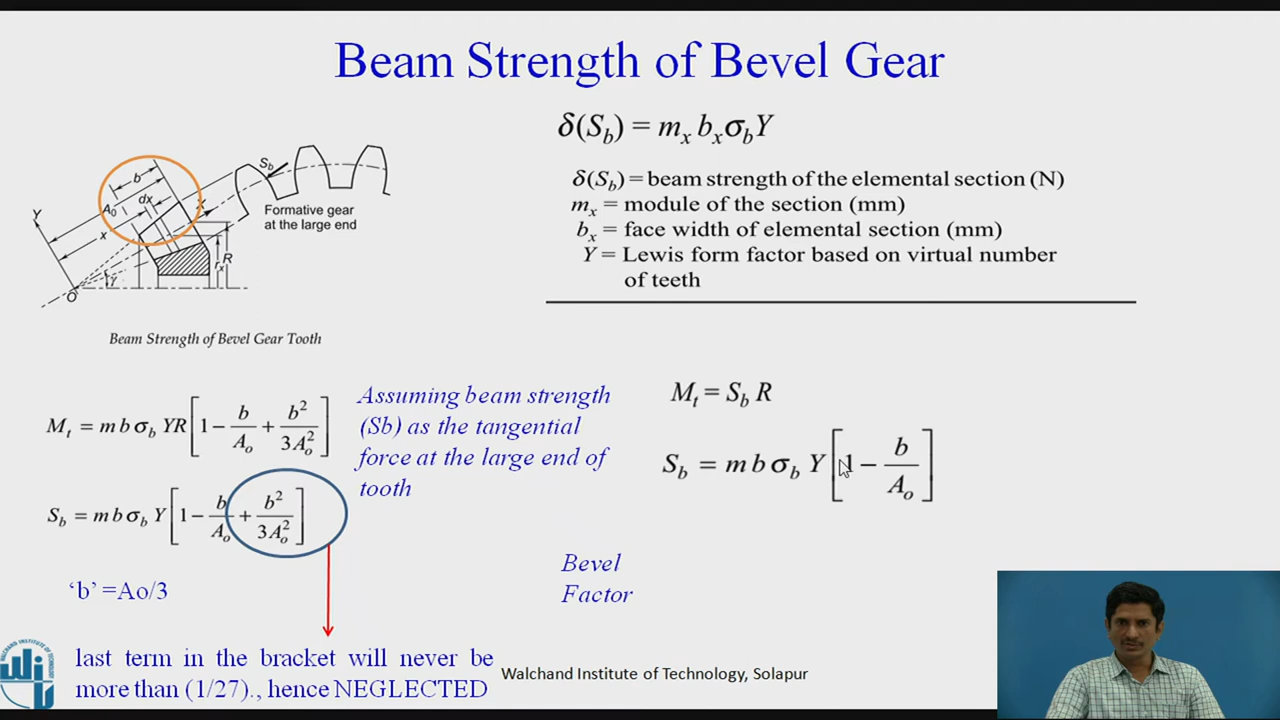 Beam Strength of Bevel Gear
δ(S_b) = m_x b_x σ_b Y
δ(S_b) = beam strength of the elemental section (N)
m_x = module of the section (mm)
b_x = face width of elemental section (mm)
Y = Lewis form factor based on virtual number
of teeth
S_b
b
dx
A_0
Y
X
x
r_x
R
γ
O
Formative gear
at the large end
Beam Strength of Bevel Gear Tooth
M_t = m b σ_b YR [1 − b/A_o + b²/3A_o²]
Assuming beam strength
(Sb) as the tangential
force at the large end of
tooth
M_t = S_b R
S_b = m b σ_b Y [1 − b/A_o]
S_b = m b σ_b Y [1 − b/A_o + b²/3A_o²]
‘b’ =Ao/3
Bevel
Factor
last term in the bracket will never be
more than (1/27)., hence NEGLECTED
Walchand Institute of Technology, Solapur